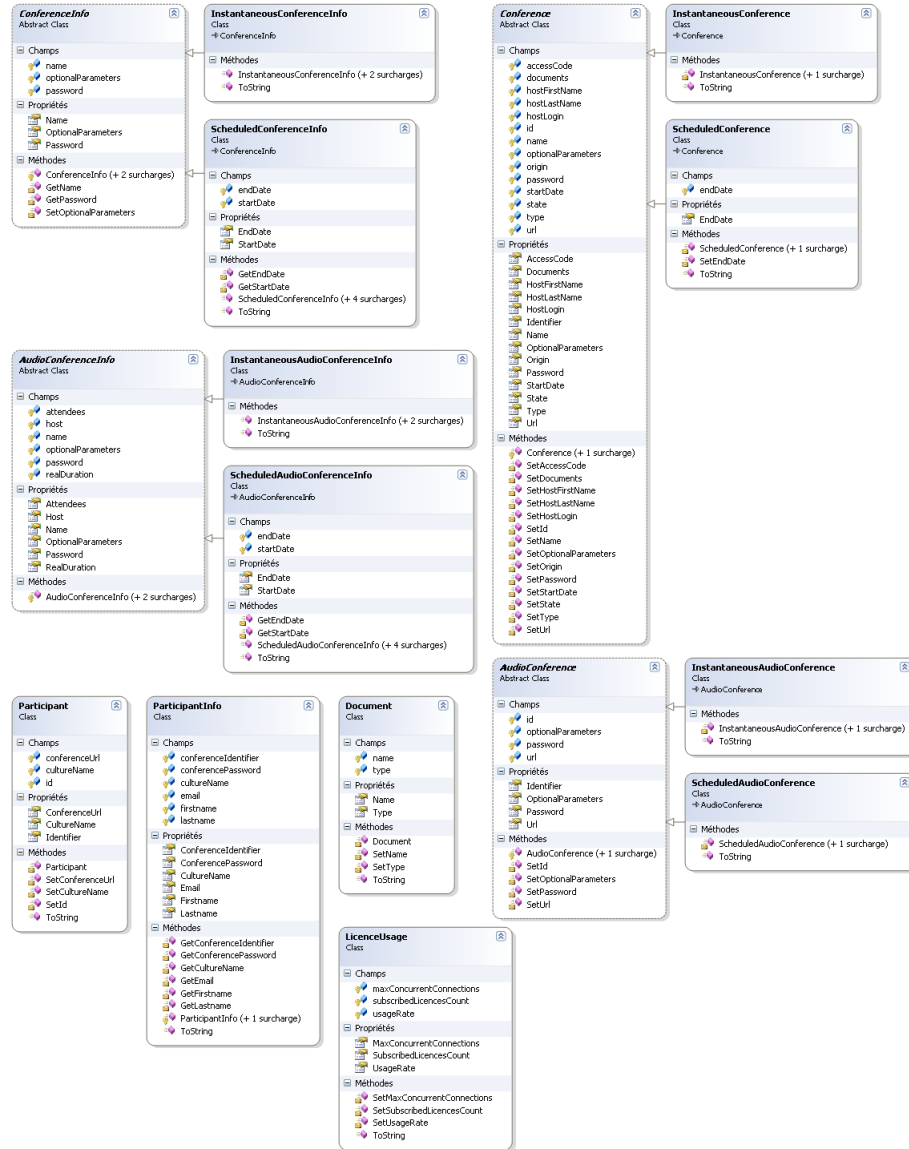 ConferenceInfo
Abstract Class
Champs
name
optionalParameters
password
Propriétés
Name
OptionalParameters
Password
Méthodes
ConferenceInfo (+ 2 surcharges)
GetName
GetPassword
SetOptionalParameters
InstantaneousConferenceInfo
Class
ConferenceInfo
Méthodes
InstantaneousConferenceInfo (+ 2 surcharges)
ToString
ScheduledConferenceInfo
Class
ConferenceInfo
Champs
endDate
startDate
Propriétés
EndDate
StartDate
Méthodes
GetEndDate
GetStartDate
ScheduledConferenceInfo (+ 4 surcharges)
ToString
Conference
Abstract Class
Champs
accessCode
documents
hostFirstName
hostLastName
hostLogin
id
name
optionalParameters
origin
password
startDate
state
type
url
Propriétés
AccessCode
Documents
HostFirstName
HostLastName
HostLogin
Identifier
Name
OptionalParameters
Origin
Password
StartDate
State
Type
Url
Méthodes
Conference (+ 1 surcharge)
SetAccessCode
SetDocuments
SetHostFirstName
SetHostLastName
SetHostLogin
SetId
SetName
SetOptionalParameters
SetOrigin
SetPassword
SetStartDate
SetState
SetType
SetUrl
InstantaneousConference
Class
Conference
Méthodes
InstantaneousConference (+ 1 surcharge)
ToString
ScheduledConference
Class
Conference
Champs
endDate
Propriétés
EndDate
Méthodes
ScheduledConference (+ 1 surcharge)
SetEndDate
ToString
AudioConferenceInfo
Abstract Class
Champs
attendees
host
name
optionalParameters
password
realDuration
Propriétés
Attendees
Host
Name
OptionalParameters
Password
RealDuration
Méthodes
AudioConferenceInfo (+ 2 surcharges)
InstantaneousAudioConferenceInfo
Class
AudioConferenceInfo
Méthodes
InstantaneousAudioConferenceInfo (+ 2 surcharges)
ToString
ScheduledAudioConferenceInfo
Class
AudioConferenceInfo
Champs
endDate
startDate
Propriétés
EndDate
StartDate
Méthodes
GetEndDate
GetStartDate
ScheduledAudioConferenceInfo (+ 4 surcharges)
ToString
AudioConference
Abstract Class
Champs
id
optionalParameters
password
url
Propriétés
Identifier
OptionalParameters
Password
Url
Méthodes
AudioConference (+ 1 surcharge)
SetId
SetOptionalParameters
SetPassword
SetUrl
InstantaneousAudioConference
Class
AudioConference
Méthodes
InstantaneousAudioConference (+ 1 surcharge)
ToString
ScheduledAudioConference
Class
AudioConference
Méthodes
ScheduledAudioConference (+ 1 surcharge)
ToString
Participant
Class
Champs
conferenceUrl
cultureName
id
Propriétés
ConferenceUrl
CultureName
Identifier
Méthodes
Participant
SetConferenceUrl
SetCultureName
SetId
ToString
ParticipantInfo
Class
Champs
conferenceIdentifier
conferencePassword
cultureName
email
firstname
lastname
Propriétés
ConferenceIdentifier
ConferencePassword
CultureName
Email
Firstname
Lastname
Méthodes
GetConferenceIdentifier
GetConferencePassword
GetCultureName
GetEmail
GetFirstname
GetLastname
ParticipantInfo (+ 1 surcharge)
ToString
Document
Class
Champs
name
type
Propriétés
Name
Type
Méthodes
Document
SetName
SetType
ToString
LicenceUsage
Class
Champs
maxConcurrentConnections
subscribedLicencesCount
usageRate
Propriétés
MaxConcurrentConnections
SubscribedLicencesCount
UsageRate
Méthodes
SetMaxConcurrentConnections
SetSubscribedLicencesCount
SetUsageRate
ToString